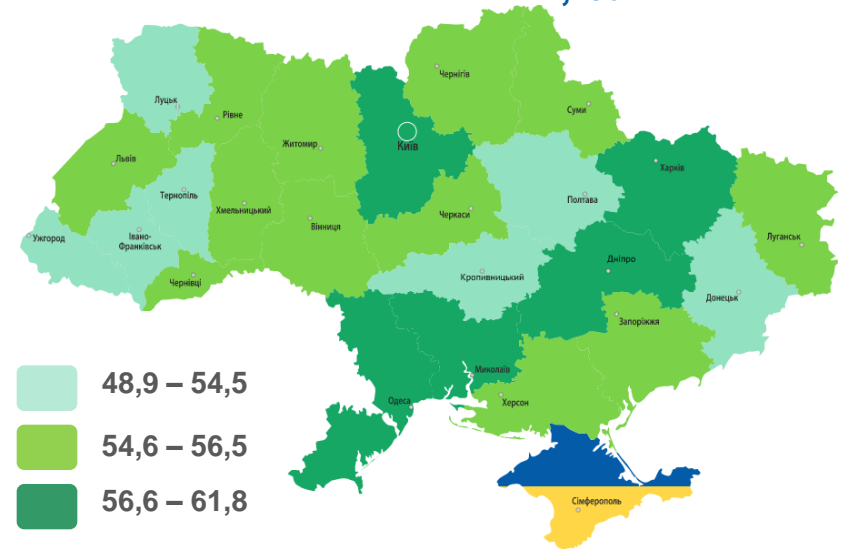 Чернігів
Луцьк
Суми
Рівне
Житомир
Київ
Львів
Харків
Тернопіль
Полтава
Хмельницький
Черкаси
Вінниця
Ужгород
Івано-
Франківськ
Луганськ
Дніпро
Кропивницький
Чернівці
Донецьк
Запоріжжя
Миколаїв
48,9 – 54,5
Одеса
Херсон
54,6 – 56,5
56,6 – 61,8
Сімферополь